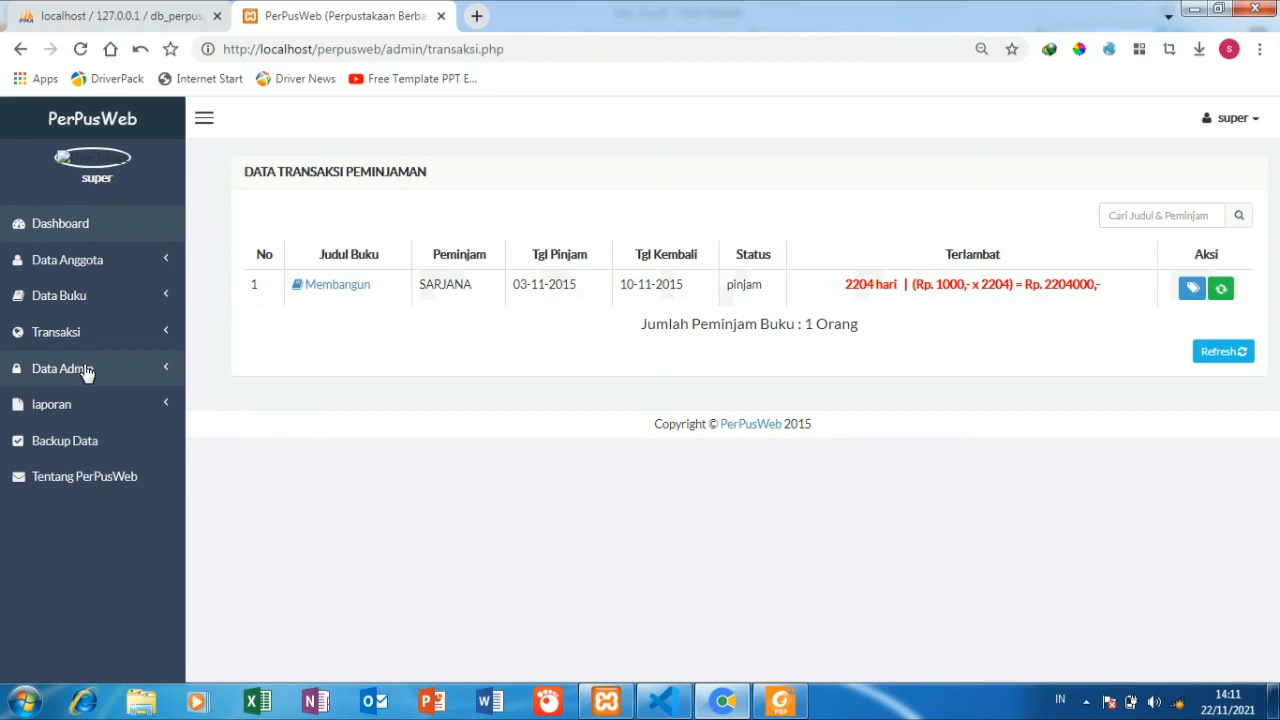 localhost / 127.0.0.1 / db_perpus
PerPusWeb (Perpustakaan Berba
http://localhost/perpusweb/admin/transaksi.php
S
Apps
DriverPack
Internet Start
Driver News
Free Template PPT E...
PerPusWeb
super
super
Dashboard
Data Anggota
Data Buku
Transaksi
Data Admin
laporan
Backup Data
Tentang PerPusWeb
DATA TRANSAKSI PEMINJAMAN
Cari Judul & Peminjam
No Judul Buku Peminjam Tgl Pinjam Tgl Kembali Status Terlambat Aksi
1 Membangun SARJANA 03-11-2015 10-11-2015 pinjam 2204 hari | (Rp. 1000,- x 2204) = Rp. 2204000,-
Jumlah Peminjam Buku : 1 Orang
Refresh
Copyright © PerPusWeb 2015
IN
14:11
22/11/2021
PDF